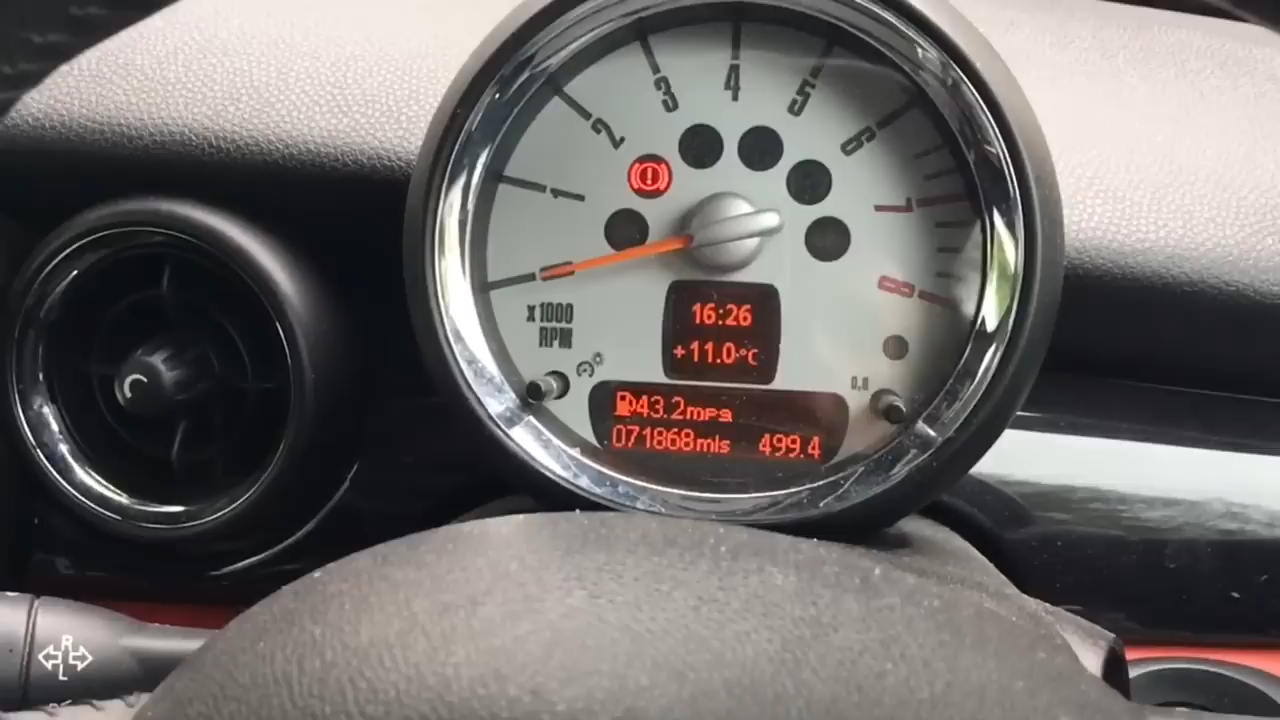 1
2
3
4
5
6
7
8
x1000
RPM
16:26
+11.0°C
43.2mpg
071868mls 499.4
0,0
R
L